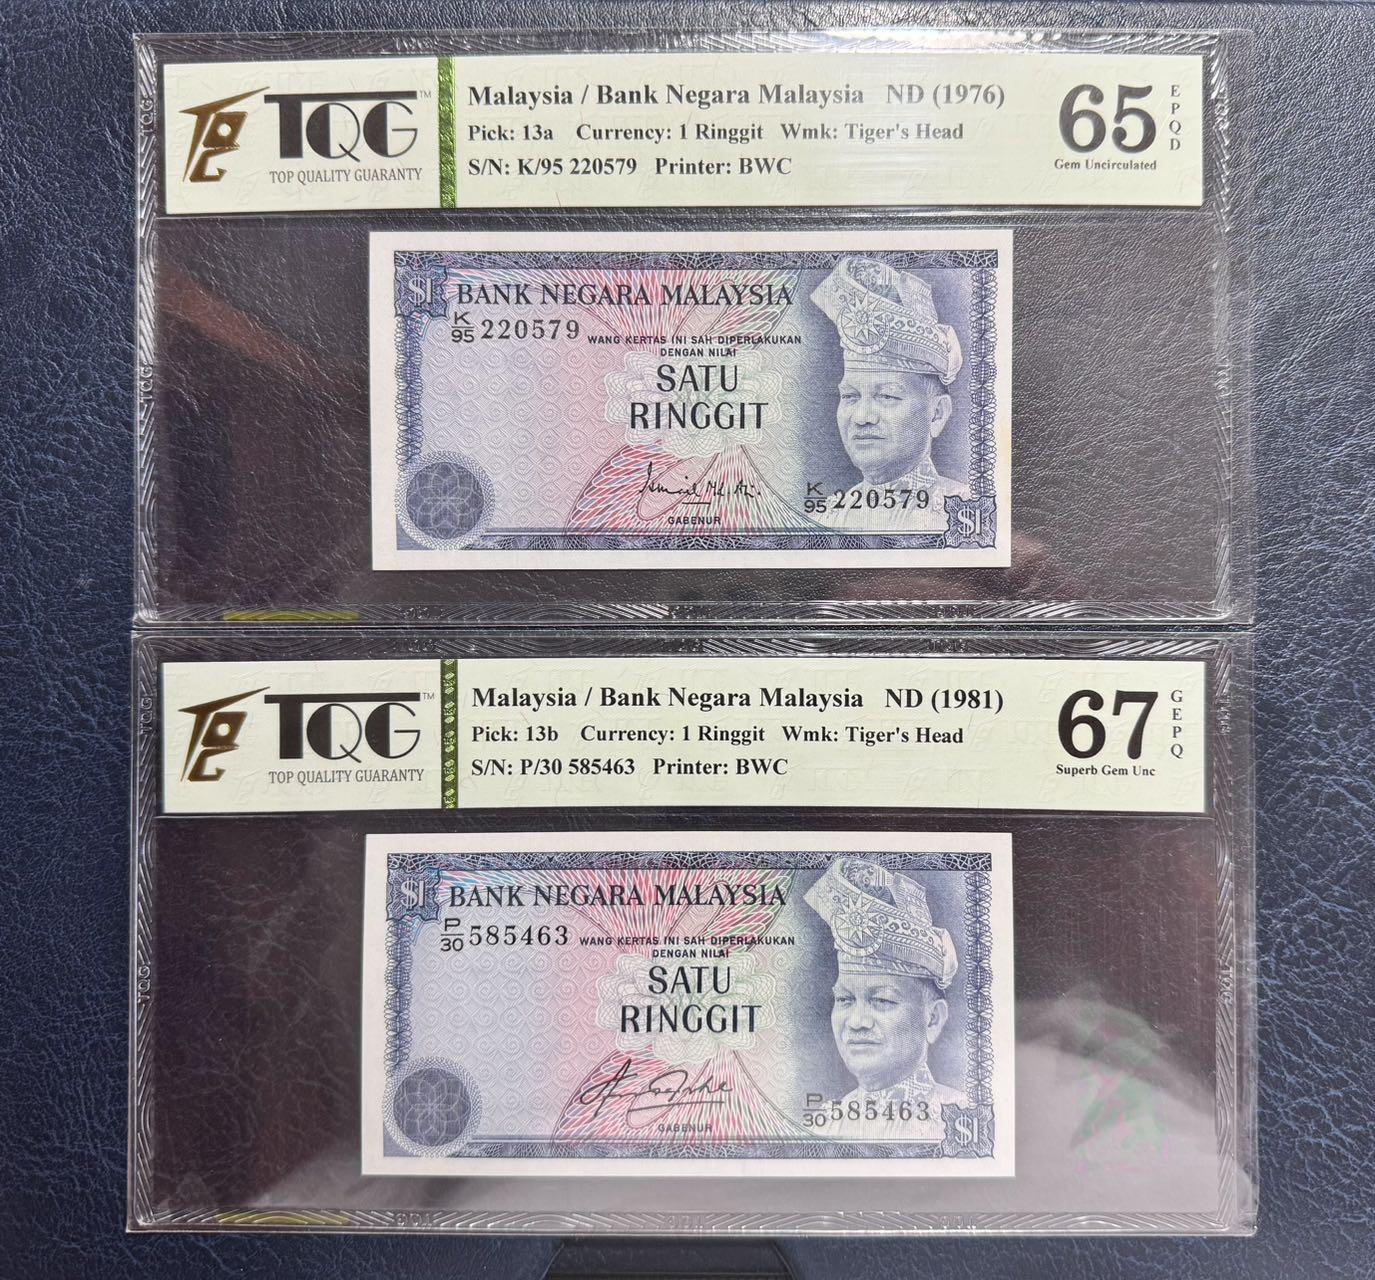 TQG™
TOP QUALITY GUARANTY
Malaysia / Bank Negara Malaysia ND (1976)
Pick: 13a Currency: 1 Ringgit Wmk: Tiger's Head
S/N: K/95 220579 Printer: BWC
65
EPQD
Gem Uncirculated
$1
BANK NEGARA MALAYSIA
K/95 220579
WANG KERTAS INI SAH DIPERLAKUKAN
DENGAN NILAI
SATU
RINGGIT
GABENUR
K/95 220579
$1
TQG™
TOP QUALITY GUARANTY
Malaysia / Bank Negara Malaysia ND (1981)
Pick: 13b Currency: 1 Ringgit Wmk: Tiger's Head
S/N: P/30 585463 Printer: BWC
67
GEPQ
Superb Gem Unc
$1
BANK NEGARA MALAYSIA
P/30 585463
WANG KERTAS INI SAH DIPERLAKUKAN
DENGAN NILAI
SATU
RINGGIT
GABENUR
P/30 585463
$1